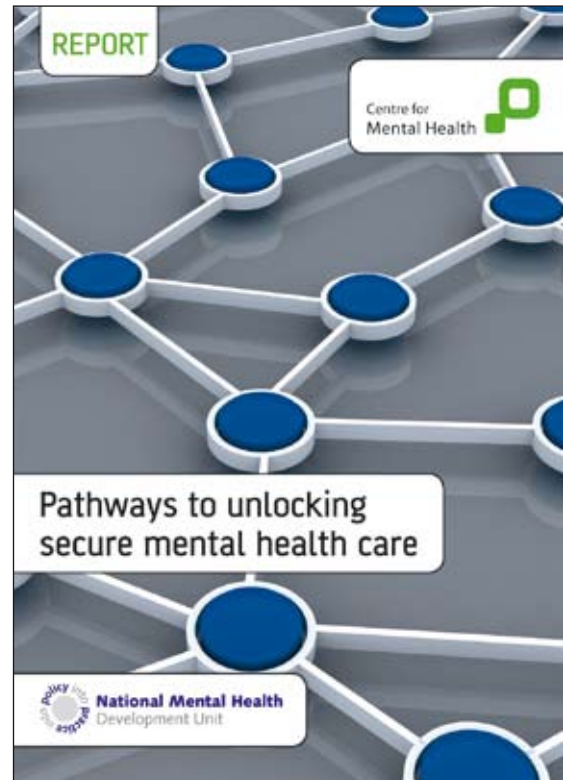 REPORT
Centre for
Mental Health
Pathways to unlocking
secure mental health care
policy into practice into
National Mental Health
Development Unit